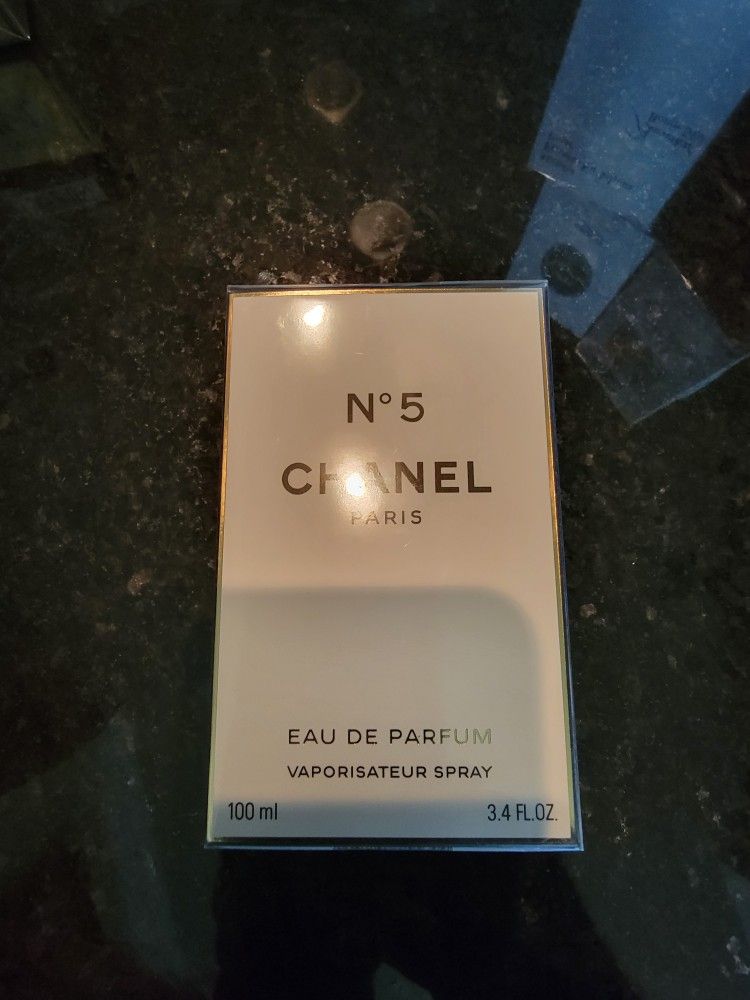 N°5
CHANEL
PARIS
EAU DE PARFUM
VAPORISATEUR SPRAY
100 ml 3.4 FL.OZ.